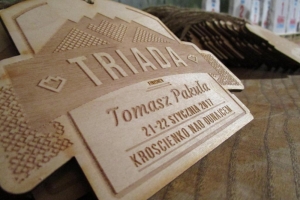 TRIADA
Tomasz Pakuła
21-22 STYCZNIA 2017
KROŚCIENKO NAD DUNAJCEM